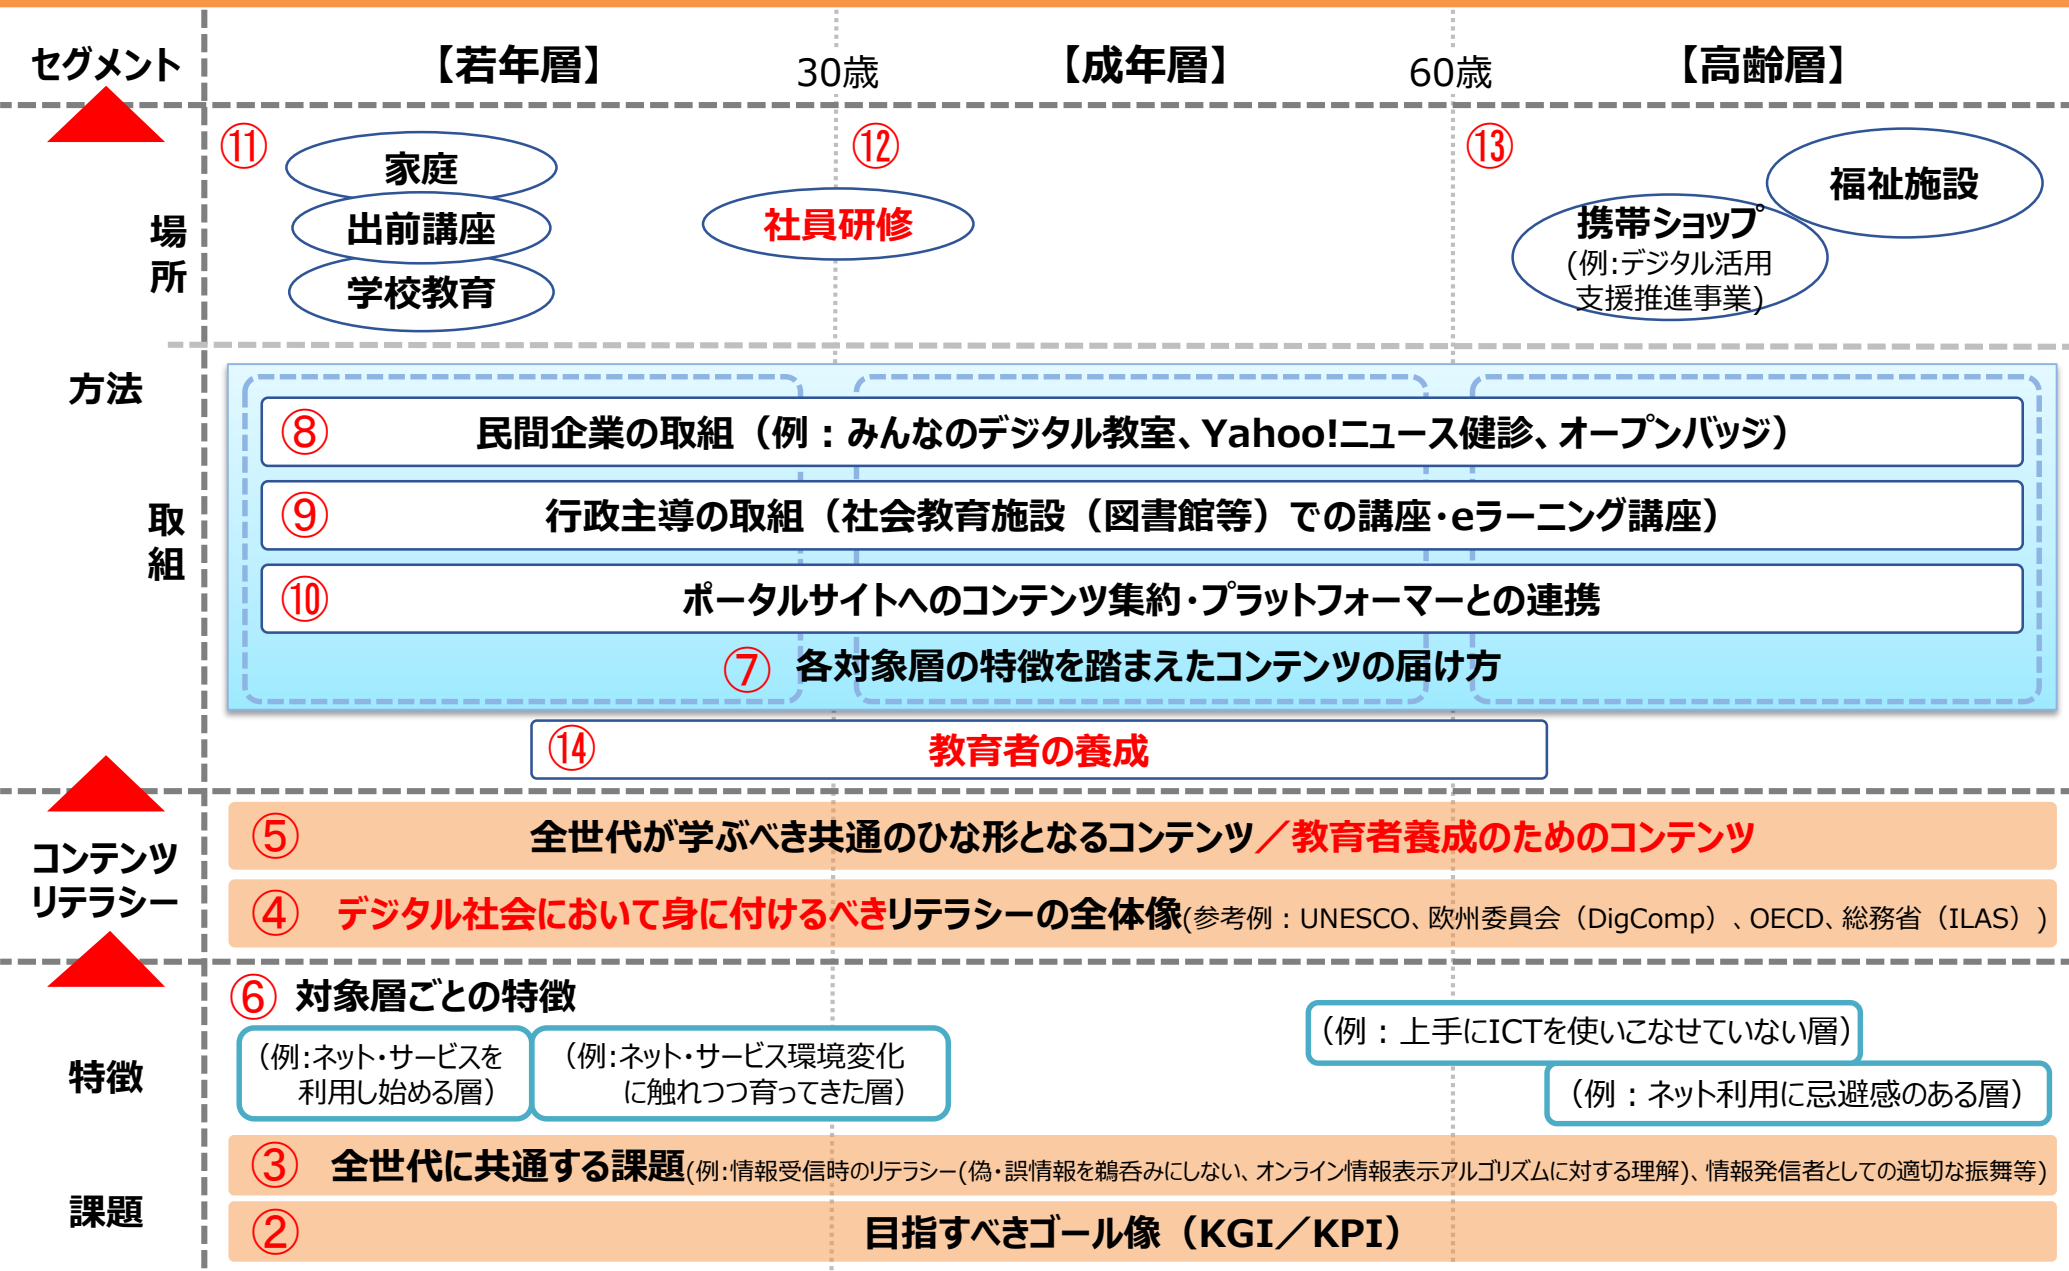 セグメント
【若年層】
30歳
【成年層】
60歳
【高齢層】
場所
⑪
家庭
出前講座
学校教育
⑫
社員研修
⑬
福祉施設
携帯ショップ
(例:デジタル活用
支援推進事業)
方法
取組
⑧ 民間企業の取組（例：みんなのデジタル教室、Yahoo!ニュース健診、オープンバッジ）
⑨ 行政主導の取組（社会教育施設（図書館等）での講座・eラーニング講座）
⑩ ポータルサイトへのコンテンツ集約・プラットフォーマーとの連携
⑦ 各対象層の特徴を踏まえたコンテンツの届け方
⑭ 教育者の養成
コンテンツ
リテラシー
⑤ 全世代が学ぶべき共通のひな形となるコンテンツ／教育者養成のためのコンテンツ
④ デジタル社会において身に付けるべきリテラシーの全体像(参考例：UNESCO、欧州委員会（DigComp）、OECD、総務省（ILAS）)
特徴
⑥ 対象層ごとの特徴
（例:ネット・サービスを
利用し始める層）
（例:ネット・サービス環境変化
に触れつつ育ってきた層）
（例：上手にICTを使いこなせていない層）
（例：ネット利用に忌避感のある層）
課題
③ 全世代に共通する課題(例:情報受信時のリテラシー(偽・誤情報を鵜呑みにしない、オンライン情報表示アルゴリズムに対する理解)、情報発信者としての適切な振舞等)
② 目指すべきゴール像（KGI／KPI）